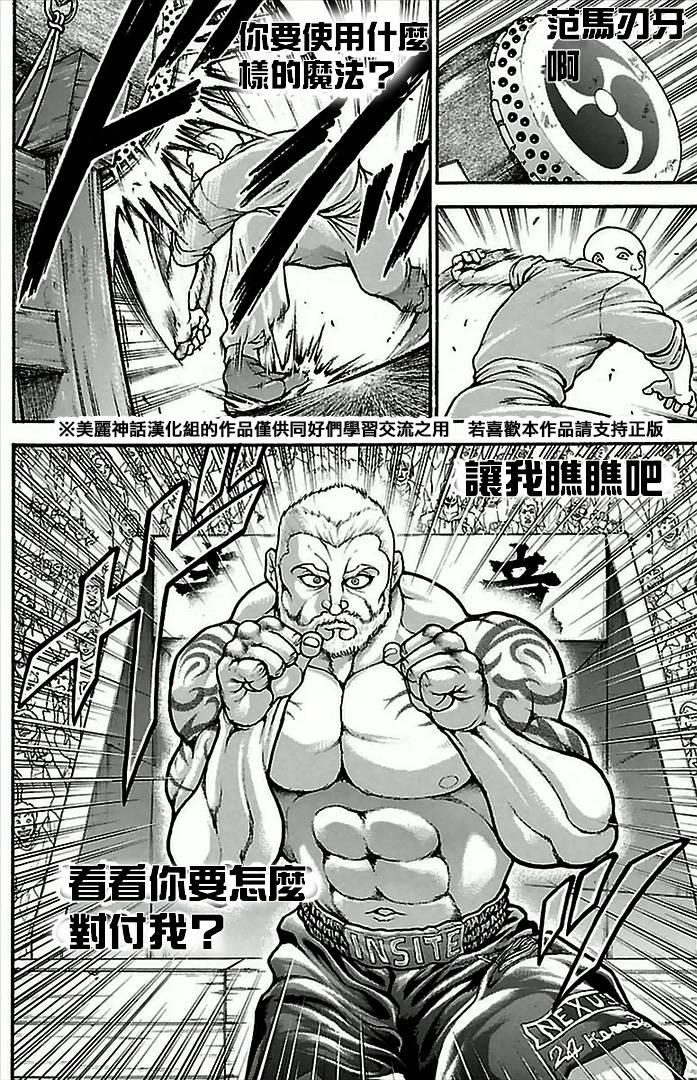 范馬刃牙
啊
你要使用什麼
樣的魔法？
※美麗神話漢化組的作品僅供同好們學習交流之用　若喜歡本作品請支持正版
讓我瞧瞧吧
看看你要怎麼
對付我？
INSITE
NEXUS